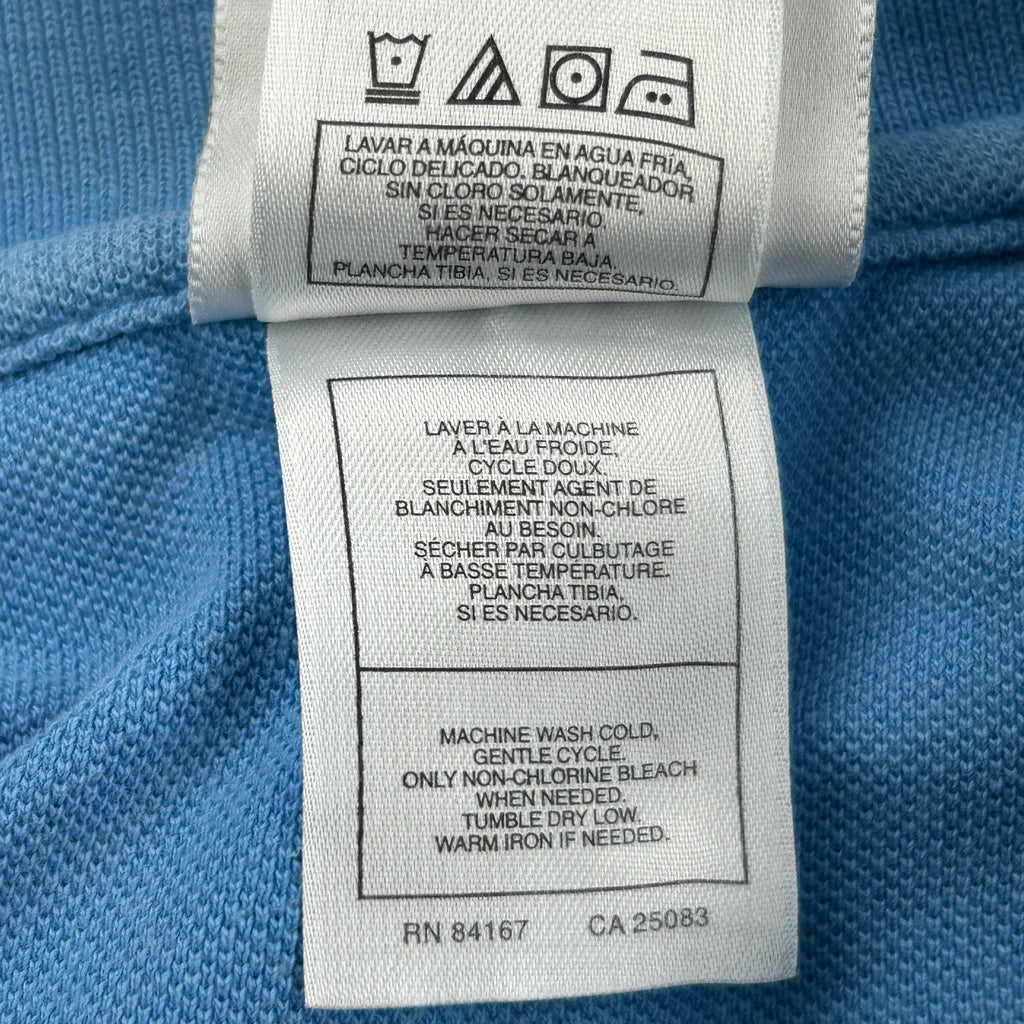 LAVAR A MÁQUINA EN AGUA FRÍA,
CICLO DELICADO. BLANQUEADOR
SIN CLORO SOLAMENTE,
SI ES NECESARIO.
HACER SECAR A
TEMPERATURA BAJA.
PLANCHA TIBIA, SI ES NECESARIO.
LAVER À LA MACHINE
À L'EAU FROIDE,
CYCLE DOUX.
SEULEMENT AGENT DE
BLANCHIMENT NON-CHLORE
AU BESOIN.
SÉCHER PAR CULBUTAGE
À BASSE TEMPÉRATURE.
PLANCHA TIBIA,
SI ES NECESARIO.
MACHINE WASH COLD,
GENTLE CYCLE.
ONLY NON-CHLORINE BLEACH
WHEN NEEDED.
TUMBLE DRY LOW.
WARM IRON IF NEEDED.
RN 84167 CA 25083